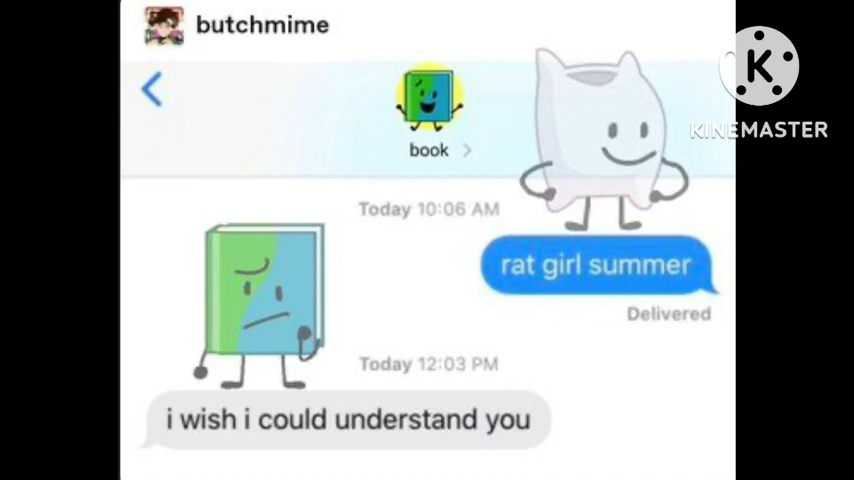 butchmime
K
KINEMASTER
book
Today 10:06 AM
rat girl summer
Delivered
Today 12:03 PM
i wish i could understand you